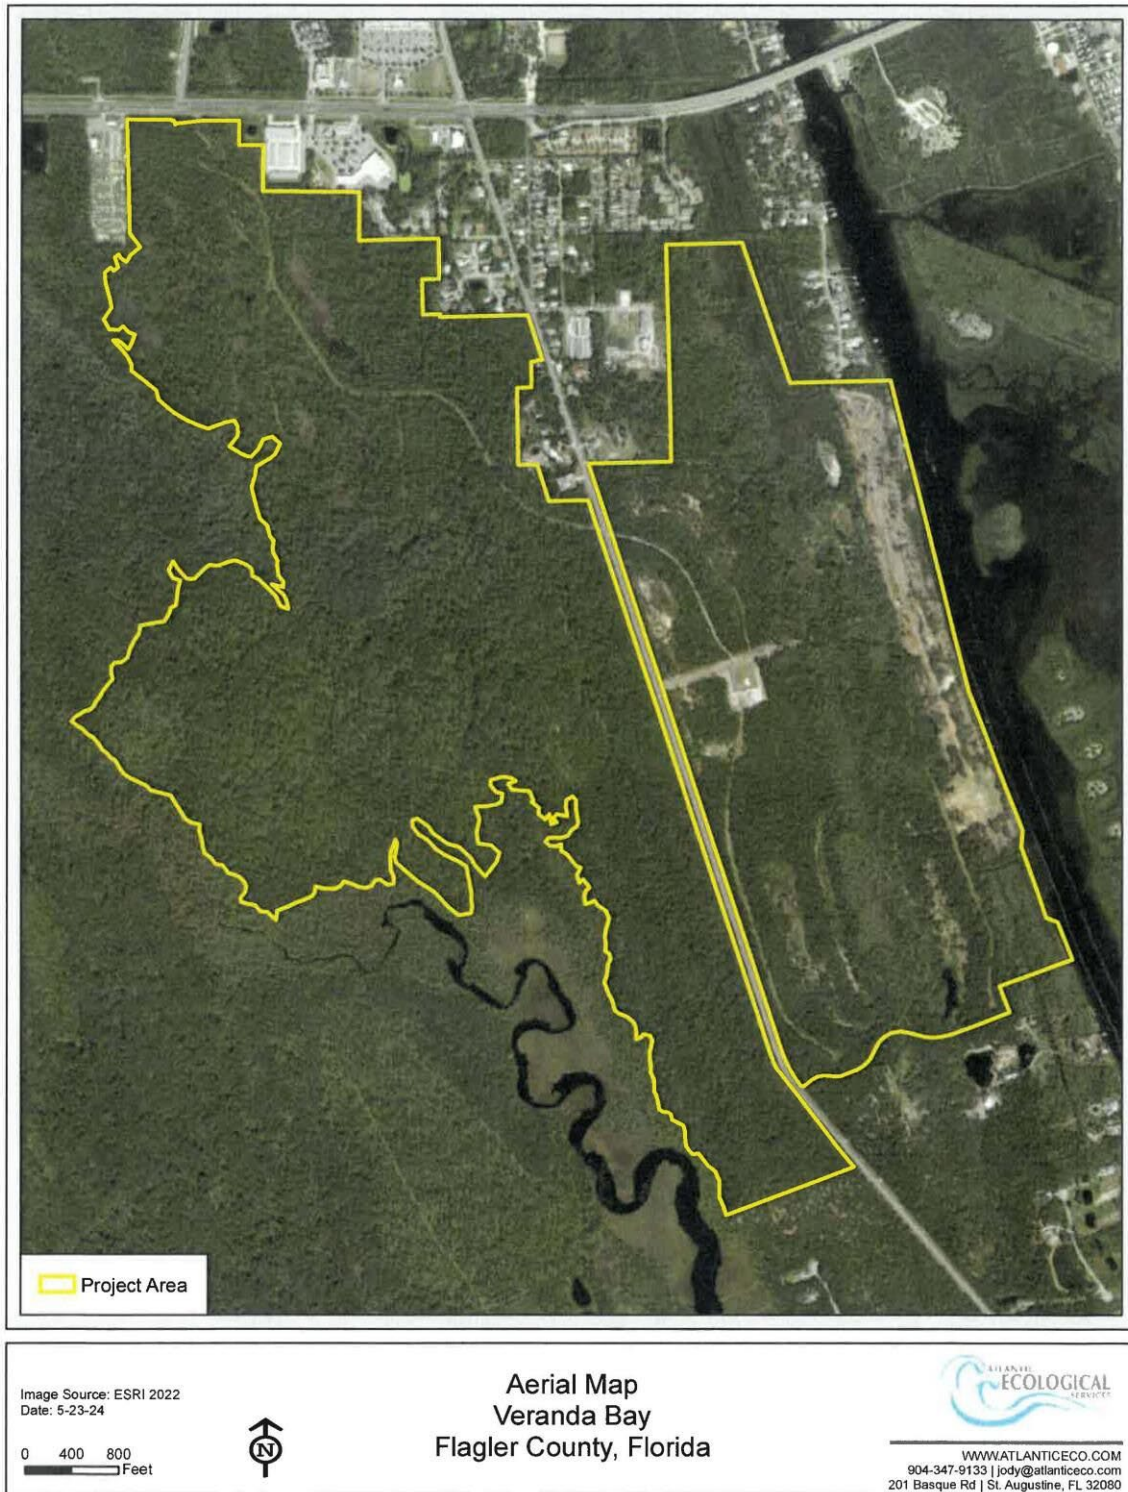 Project Area
Image Source: ESRI 2022
Date: 5-23-24
0 400 800
Feet
N
Aerial Map
Veranda Bay
Flagler County, Florida
ATLANTIC
ECOLOGICAL
SERVICES
WWW.ATLANTICECO.COM
904-347-9133 | jody@atlanticeco.com
201 Basque Rd | St. Augustine, FL 32080